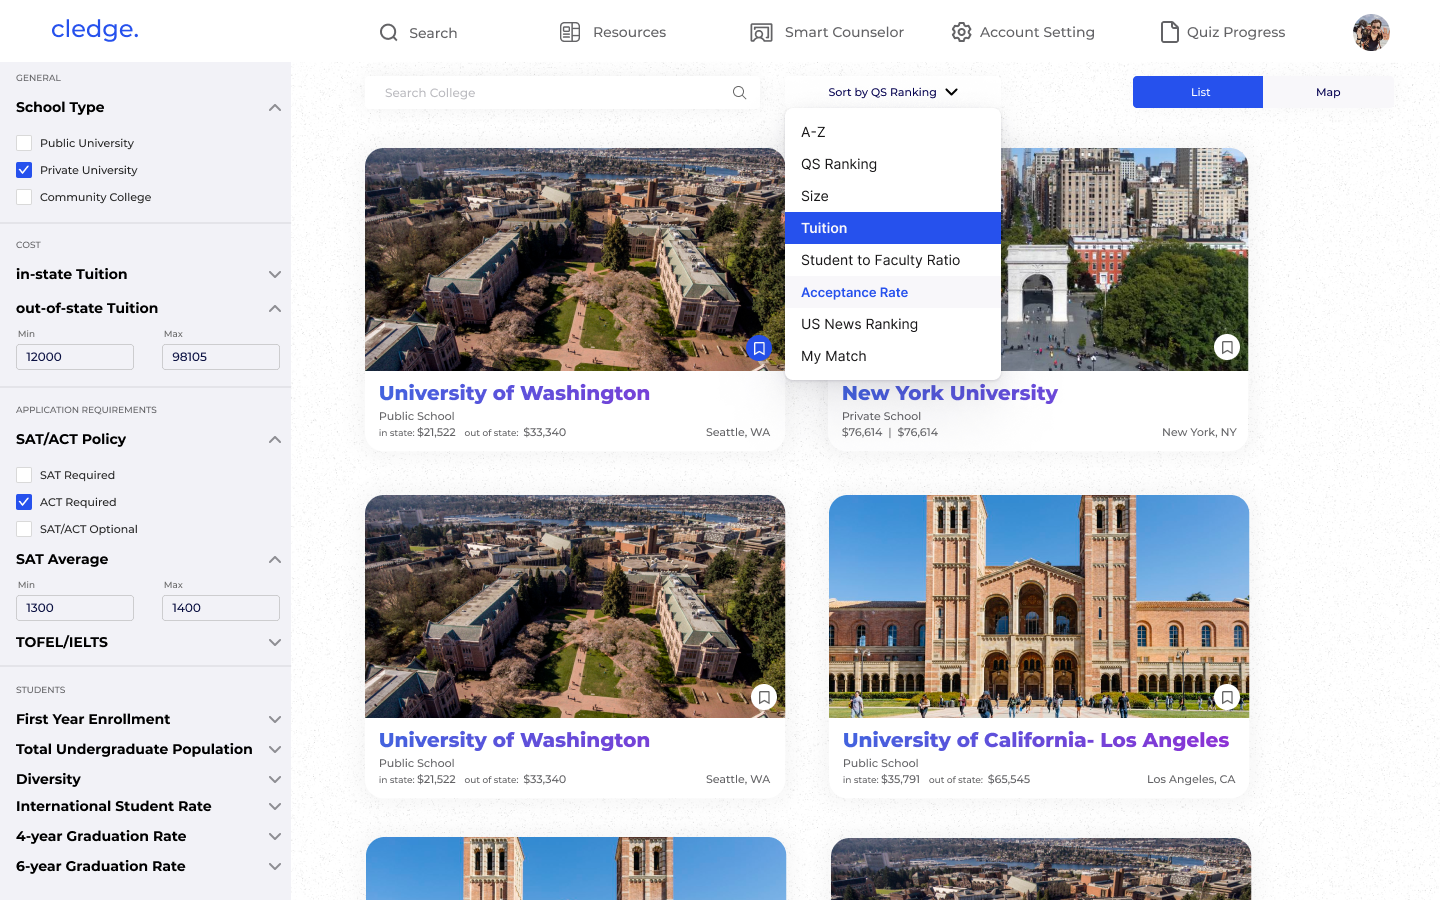 cledge.
Search
Resources
Smart Counselor
Account Setting
Quiz Progress
GENERAL
School Type
Public University
Private University
Community College
COST
in-state Tuition
out-of-state Tuition
Min Max
12000 98105
APPLICATION REQUIREMENTS
SAT/ACT Policy
SAT Required
ACT Required
SAT/ACT Optional
SAT Average
Min Max
1300 1400
TOFEL/IELTS
STUDENTS
First Year Enrollment
Total Undergraduate Population
Diversity
International Student Rate
4-year Graduation Rate
6-year Graduation Rate
Search College
Sort by QS Ranking
List
Map
A-Z
QS Ranking
Size
Tuition
Student to Faculty Ratio
Acceptance Rate
US News Ranking
My Match
University of Washington
Public School
in state: $21,522 out of state: $33,340 Seattle, WA
New York University
Private School
$76,614 | $76,614 New York, NY
University of Washington
Public School
in state: $21,522 out of state: $33,340 Seattle, WA
University of California- Los Angeles
Public School
in state: $35,791 out of state: $65,545 Los Angeles, CA